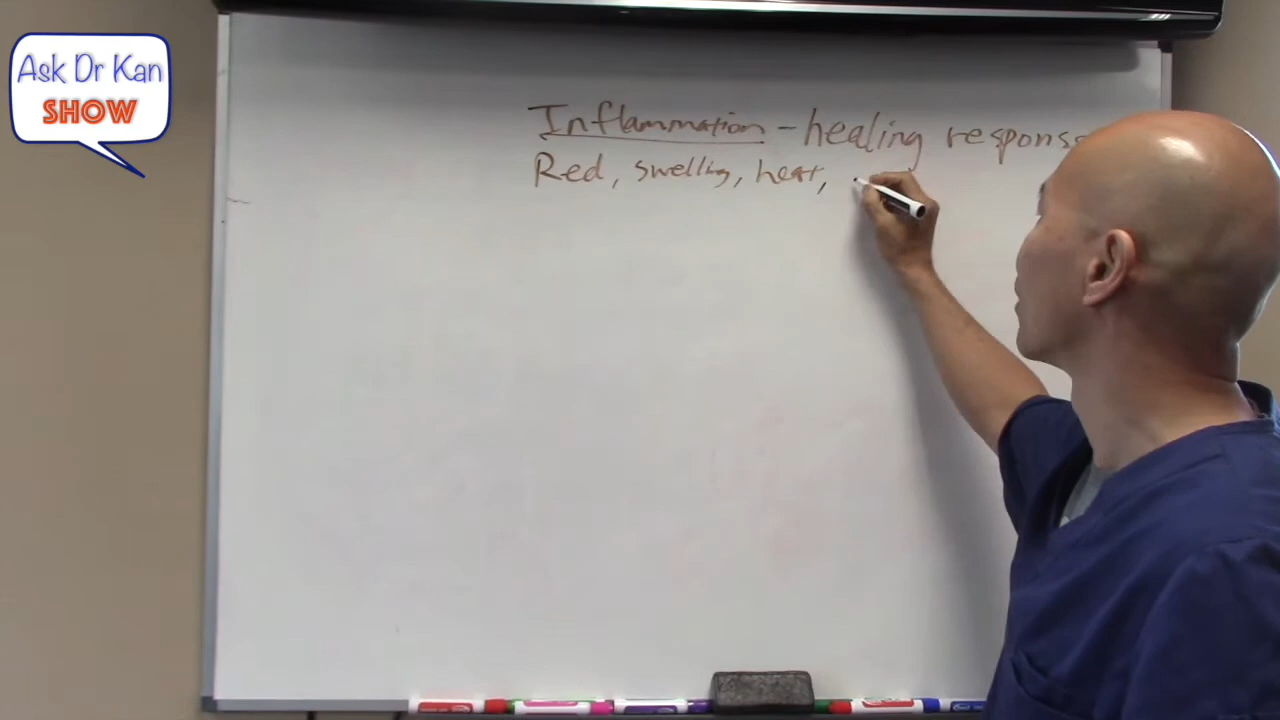 Ask Dr Kan
SHOW
Inflammation - healing response
Red, swelling, heat,